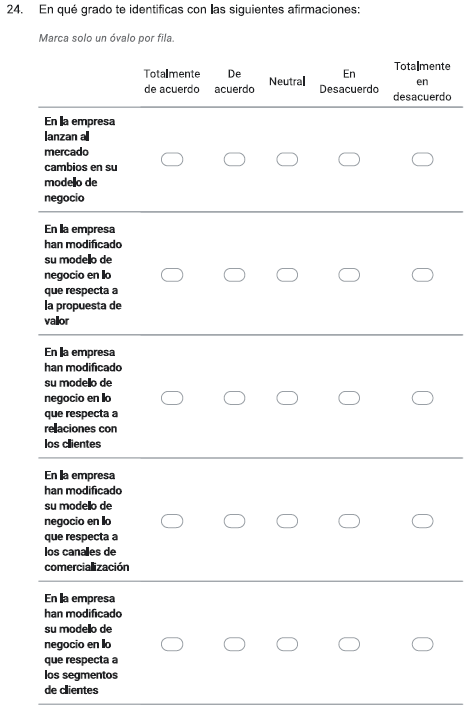 24. En qué grado te identificas con las siguientes afirmaciones:
Marca solo un óvalo por fila.
Totalmente de acuerdo
De acuerdo
Neutral
En Desacuerdo
Totalmente en desacuerdo
En la empresa
lanzan al
mercado
cambios en su
modelo de
negocio
En la empresa
han modificado
su modelo de
negocio en lo
que respecta a
la propuesta de
valor
En la empresa
han modificado
su modelo de
negocio en lo
que respecta a
relaciones con
los clientes
En la empresa
han modificado
su modelo de
negocio en lo
que respecta a
los canales de
comercialización
En la empresa
han modificado
su modelo de
negocio en lo
que respecta a
los segmentos
de clientes